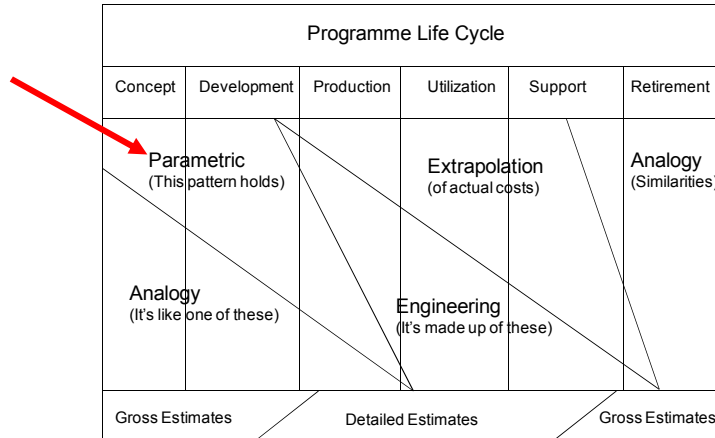 Programme Life Cycle
Concept Development Production Utilization Support Retirement
Parametric
(This pattern holds)
Extrapolation
(of actual costs)
Analogy
(Similarities)
Analogy
(It's like one of these)
Engineering
(It's made up of these)
Gross Estimates Detailed Estimates Gross Estimates